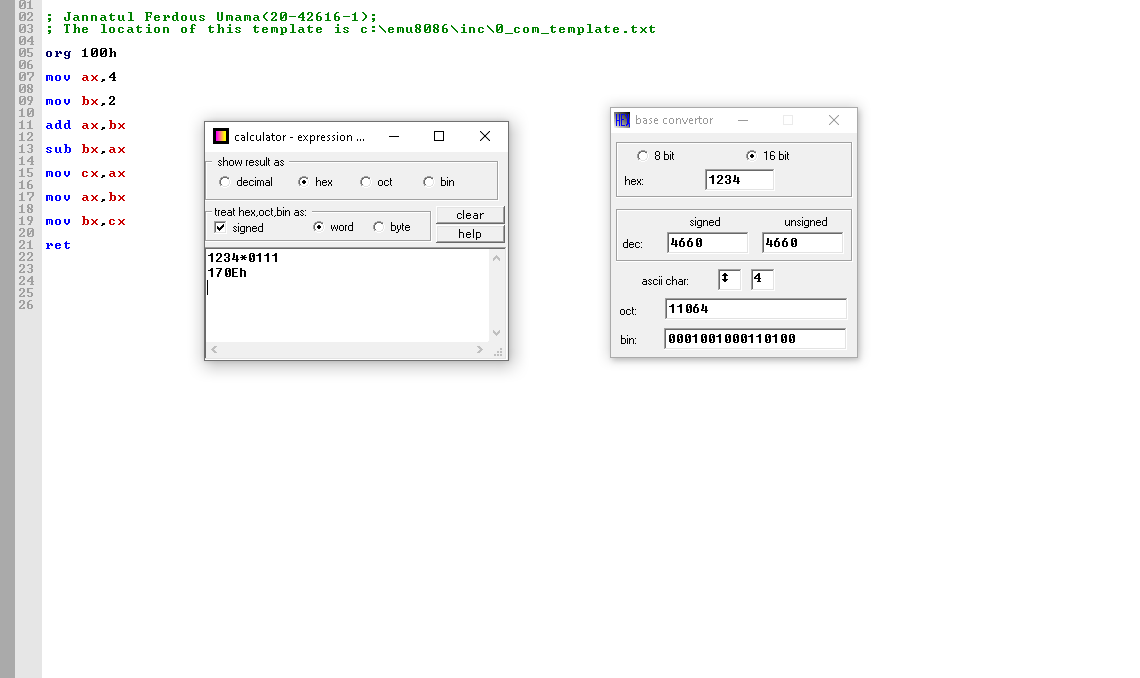 01
02 ; Jannatul Ferdous Umama(20-42616-1);
03 ; The location of this template is c:\emu8086\inc\0_com_template.txt
04
05 org 100h
06
07 mov ax,4
08
09 mov bx,2
10
11 add ax,bx
12
13 sub bx,ax
14
15 mov cx,ax
16
17 mov ax,bx
18
19 mov bx,cx
20
21 ret
22
23
24
25
26
calculator - expression ...
show result as
decimal hex oct bin
treat hex,oct,bin as:
signed word byte
clear
help
1234*0111
170Eh
HEX base convertor
8 bit 16 bit
hex: 1234
signed unsigned
dec: 4660 4660
ascii char: ↕ 4
oct: 11064
bin: 0001001000110100